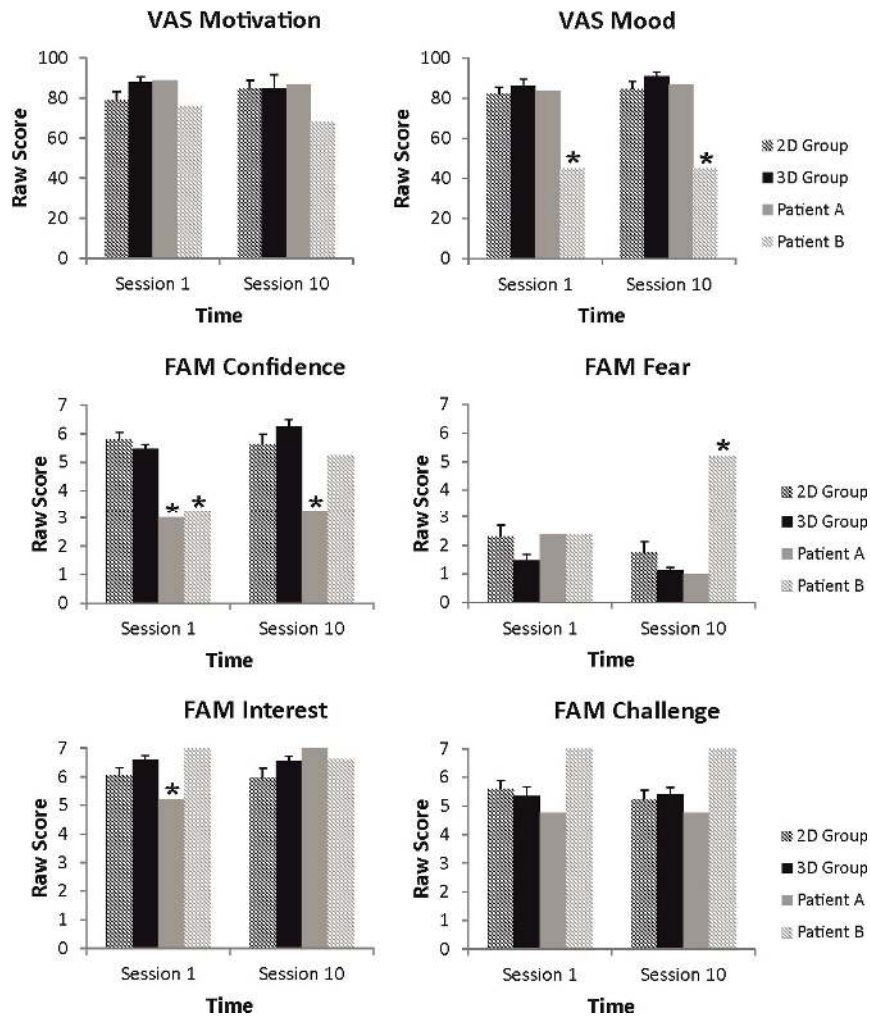 VAS Motivation
100
80
60
40
20
0
Raw Score
Session 1 Session 10
Time
VAS Mood
100
80
60
40
20
0
Raw Score
* *
Session 1 Session 10
Time
2D Group
3D Group
Patient A
Patient B
FAM Confidence
7
6
5
4
3
2
1
0
Raw Score
* * *
Session 1 Session 10
Time
FAM Fear
7
6
5
4
3
2
1
0
Raw Score
*
Session 1 Session 10
Time
2D Group
3D Group
Patient A
Patient B
FAM Interest
7
6
5
4
3
2
1
0
Raw Score
*
Session 1 Session 10
Time
FAM Challenge
7
6
5
4
3
2
1
0
Raw Score
Session 1 Session 10
Time
2D Group
3D Group
Patient A
Patient B